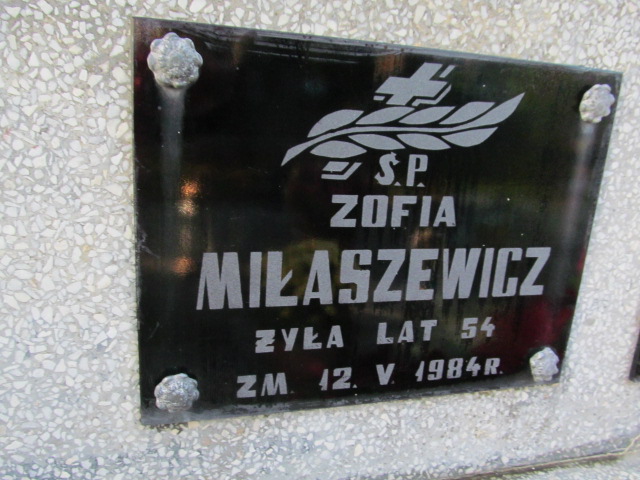 Ś.P.
ZOFIA
MIŁASZEWICZ
ŻYŁA LAT 54
ZM. 12. V. 1984R.